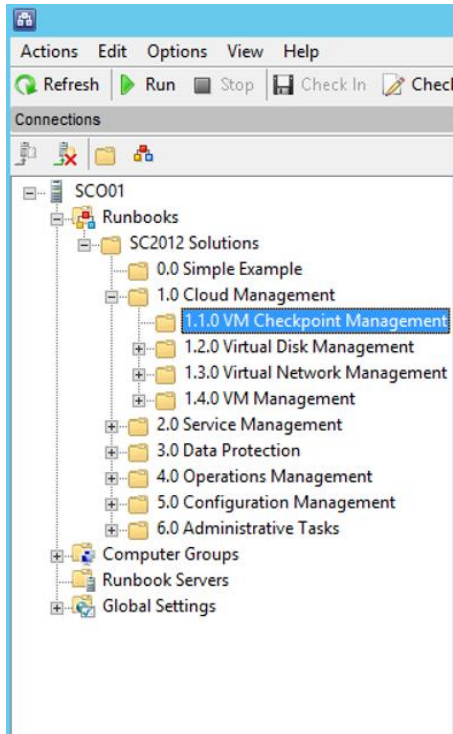 Actions Edit Options View Help
Refresh Run Stop Check In Chec
Connections
SCO01
Runbooks
SC2012 Solutions
0.0 Simple Example
1.0 Cloud Management
1.1.0 VM Checkpoint Management
1.2.0 Virtual Disk Management
1.3.0 Virtual Network Management
1.4.0 VM Management
2.0 Service Management
3.0 Data Protection
4.0 Operations Management
5.0 Configuration Management
6.0 Administrative Tasks
Computer Groups
Runbook Servers
Global Settings